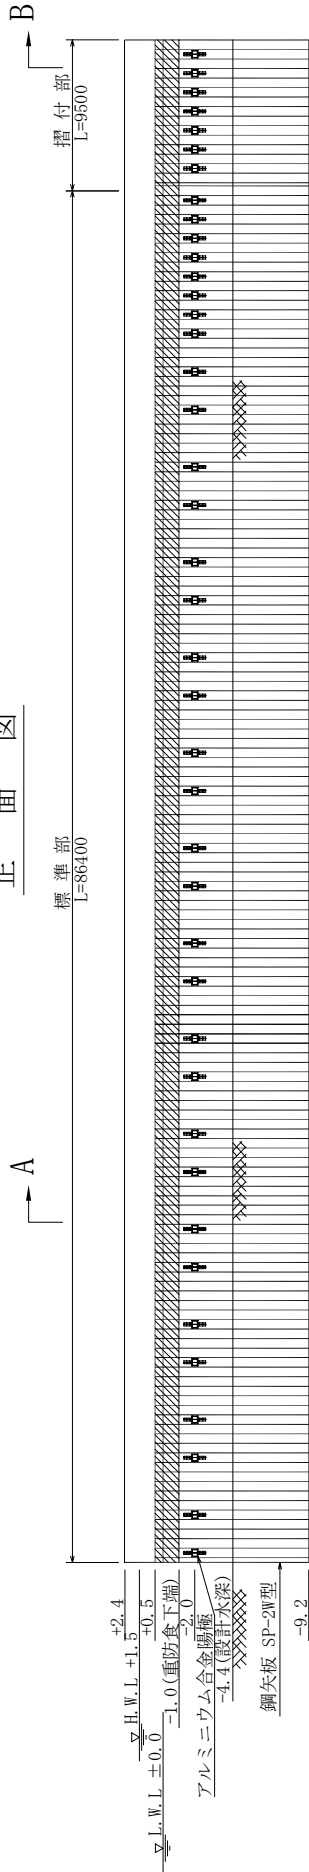 正面図
A
B
標準部
L=86400
摺付部
L=9500
+2.4
H.W.L +1.5
+0.5
L.W.L ±0.0
-1.0(重防食下端)
-2.0
アルミニウム合金陽極
-4.4(設計水深)
鋼矢板 SP-2W型
-9.2